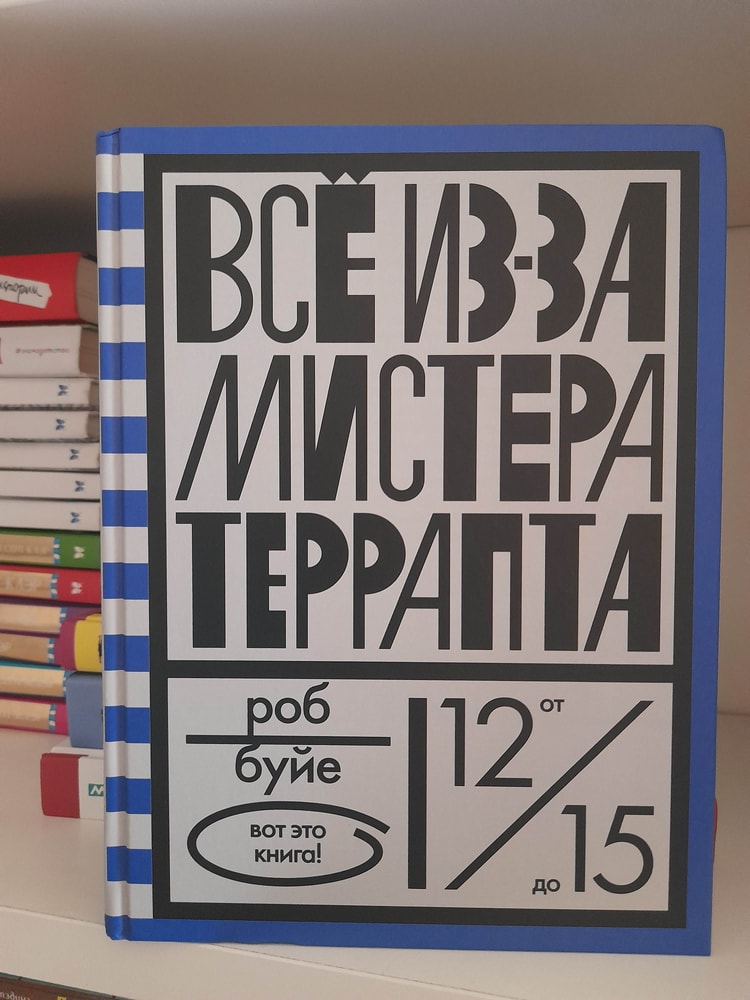 ВСЁ ИЗ-ЗА
МИСТЕРА
ТЕРРАПТА
роб
буйе
вот это
книга!
от 12
до 15